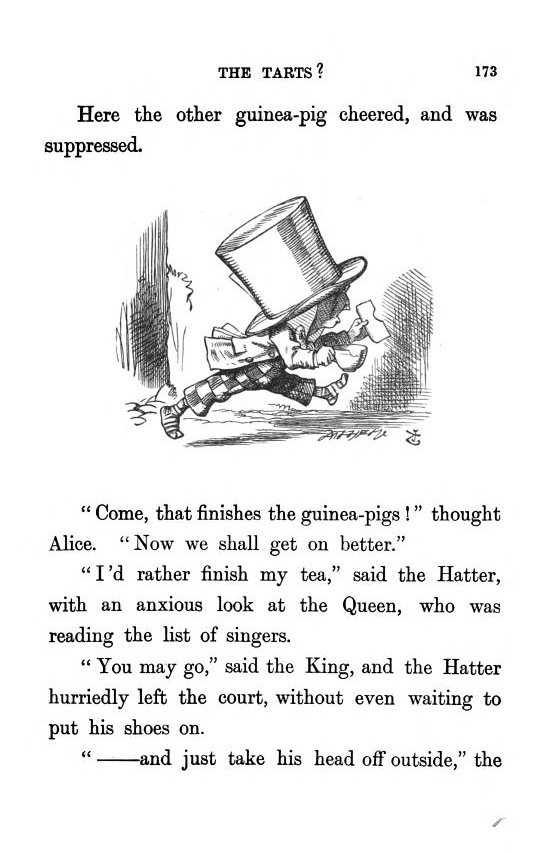 THE TARTS? 173
Here the other guinea-pig cheered, and was
suppressed.
“Come, that finishes the guinea-pigs!” thought
Alice. “Now we shall get on better.”
“I'd rather finish my tea,” said the Hatter,
with an anxious look at the Queen, who was
reading the list of singers.
“You may go,” said the King, and the Hatter
hurriedly left the court, without even waiting to
put his shoes on.
“——and just take his head off outside,” the